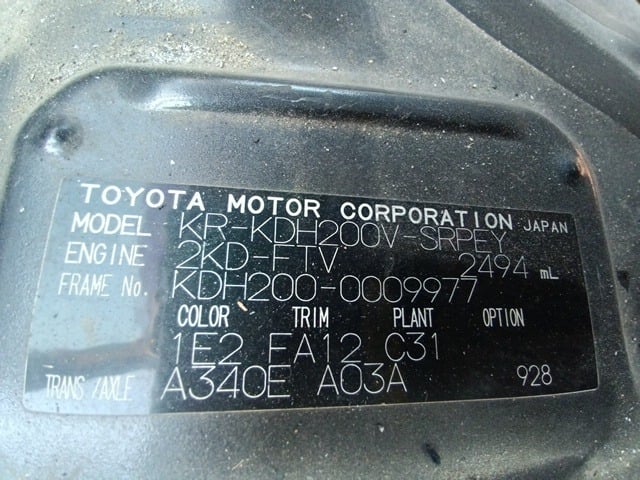 TOYOTA MOTOR CORPORATION JAPAN
MODEL KR-KDH200V-SRPEY
ENGINE 2KD-FTV 2494 mL
FRAME No. KDH200-0009977
COLOR TRIM PLANT OPTION
1E2 FA12 C31
TRANS/AXLE A340E A03A 928